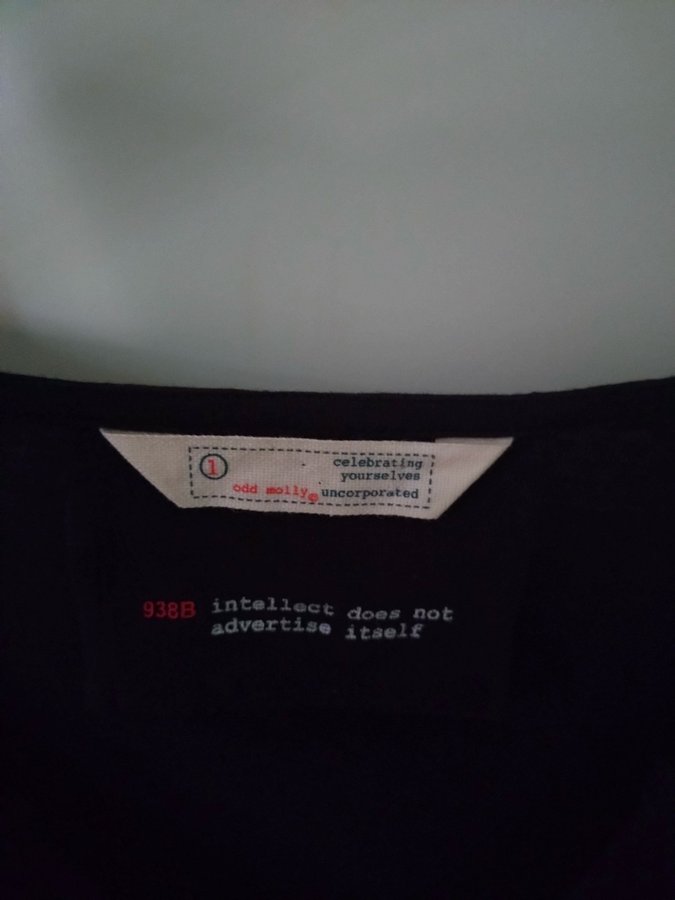 1
celebrating
yourselves
odd molly® uncorporated
938B intellect does not
advertise itself